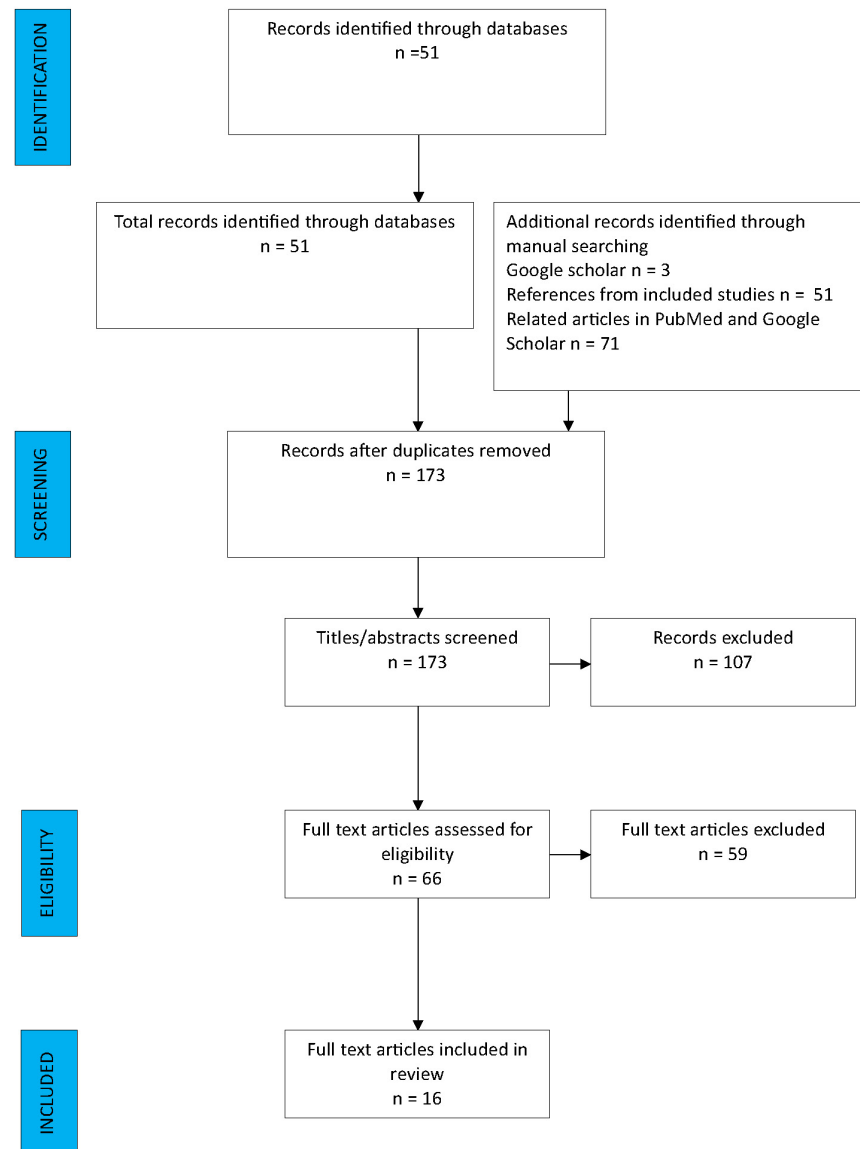 IDENTIFICATION
Records identified through databases
n =51
Total records identified through databases
n = 51
Additional records identified through
manual searching
Google scholar n = 3
References from included studies n =  51
Related articles in PubMed and Google
Scholar n = 71
SCREENING
Records after duplicates removed
n = 173
Titles/abstracts screened
n = 173
Records excluded
n = 107
ELIGIBILITY
Full text articles assessed for
eligibility
n = 66
Full text articles excluded
n = 59
INCLUDED
Full text articles included in
review
n = 16